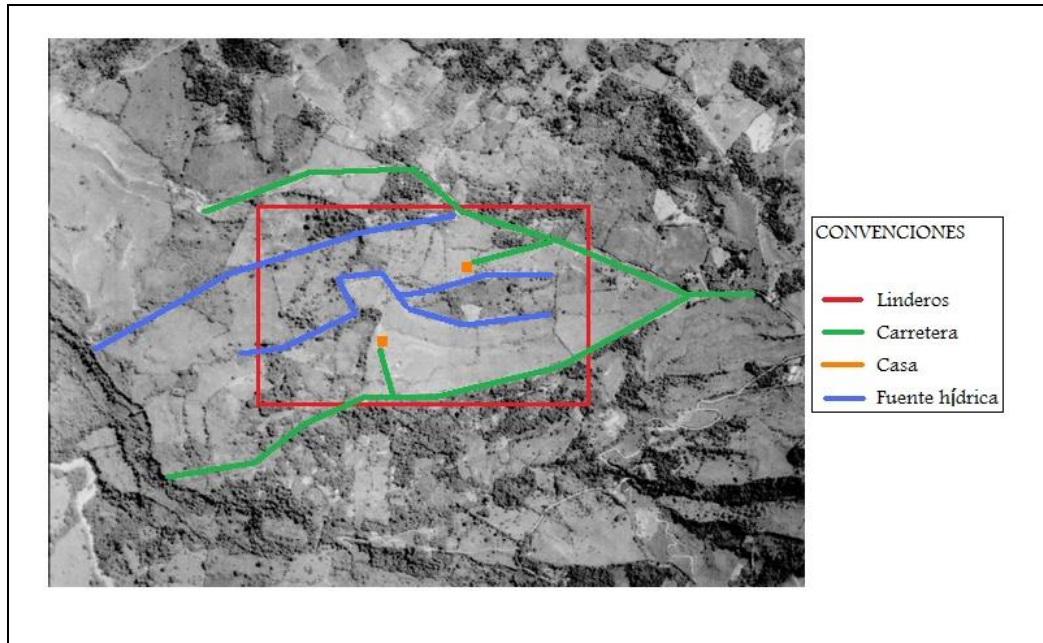 CONVENCIONES
Linderos
Carretera
Casa
Fuente hídrica